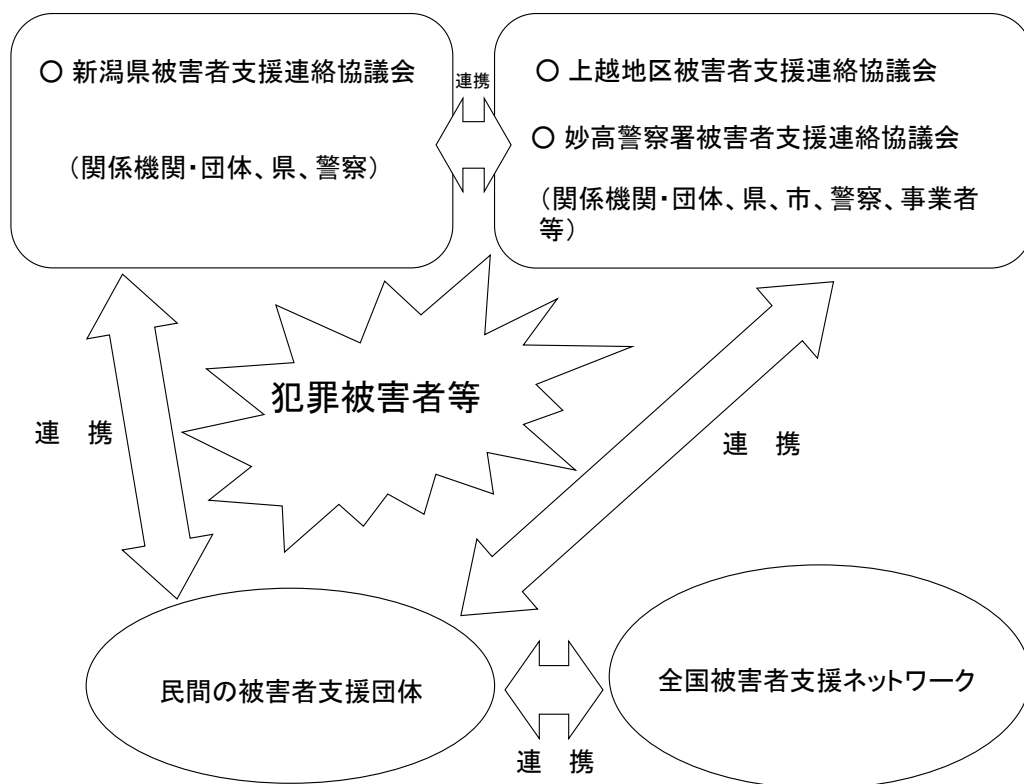 ○ 新潟県被害者支援連絡協議会
（関係機関・団体、県、警察）
連携
○ 上越地区被害者支援連絡協議会
○ 妙高警察署被害者支援連絡協議会
（関係機関・団体、県、市、警察、事業者
等）
犯罪被害者等
連　携
連　携
民間の被害者支援団体
全国被害者支援ネットワーク
連　携